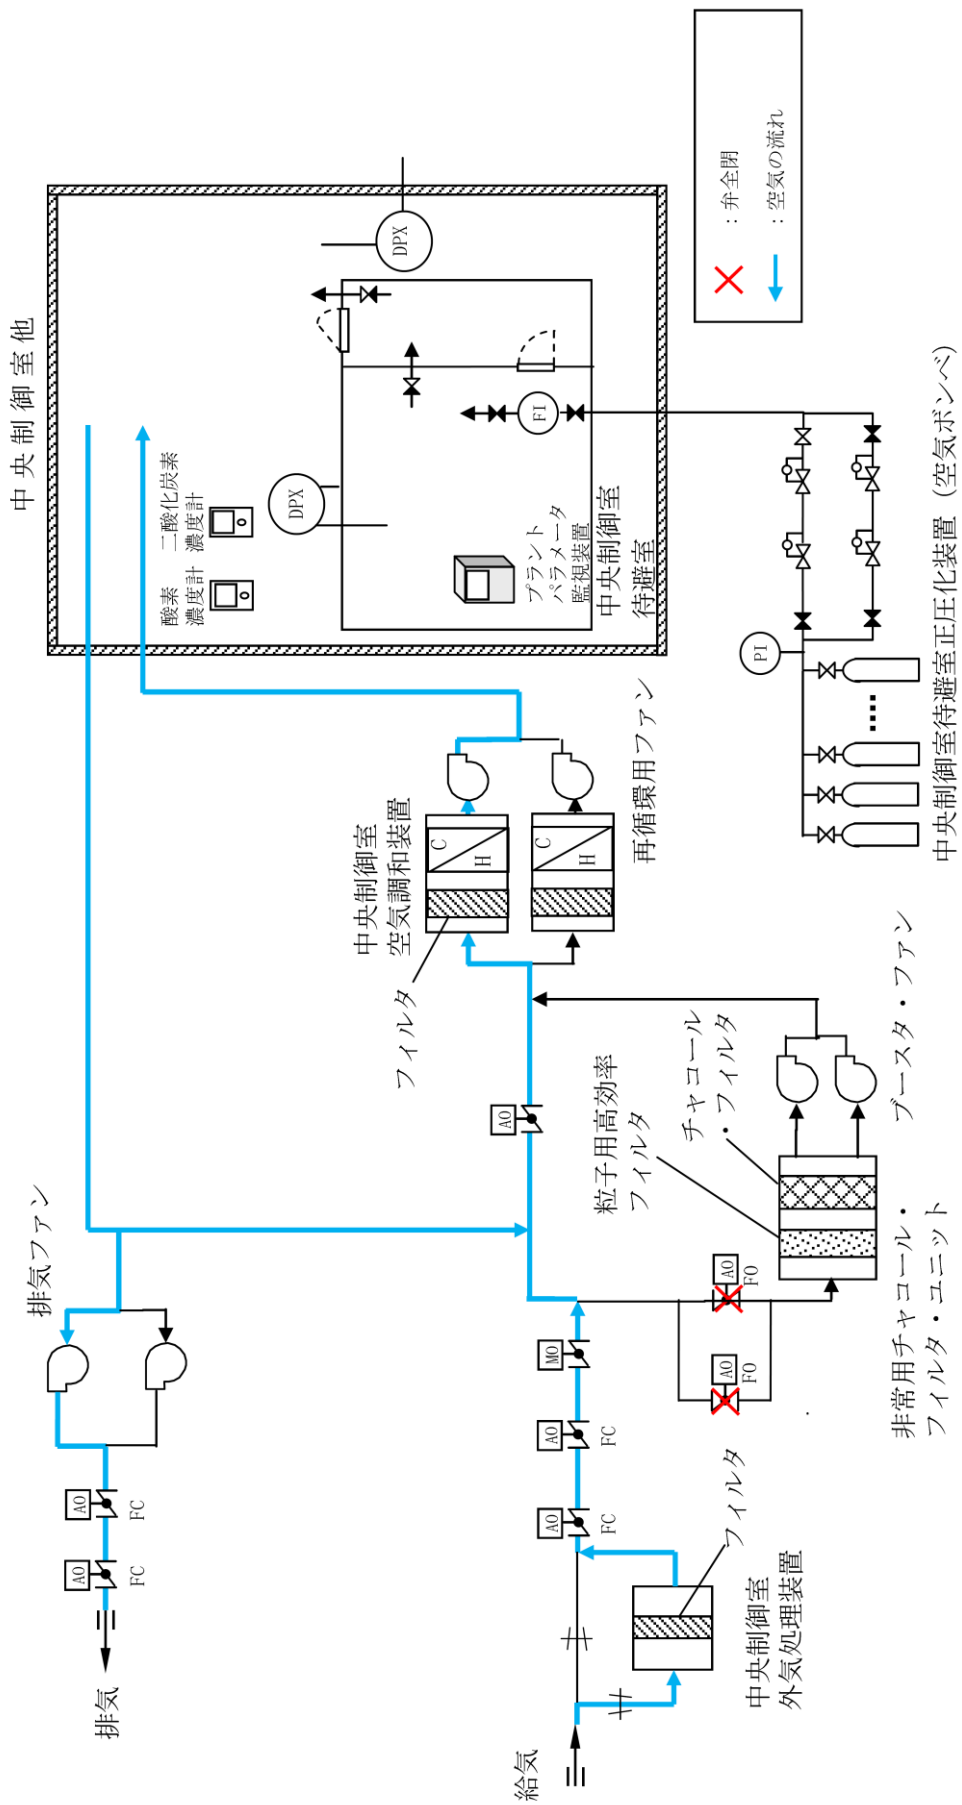 中央制御室他
酸素
濃度計
二酸化炭素
濃度計
DPX
DPX
プラント
パラメータ
監視装置
中央制御室
待避室
FI
排気ファン
排気
AO
FC
AO
FC
中央制御室
空気調和装置
フィルタ
C
H
C
H
再循環用ファン
AO
給気
AO
FC
AO
FC
MO
フィルタ
中央制御室
外気処理装置
AO
FO
AO
FO
粒子用高効率
フィルタ
チャコール
・フィルタ
ブースタ・ファン
非常用チャコール・
フィルタ・ユニット
PI
中央制御室待避室正圧化装置（空気ボンベ）
：弁全閉
：空気の流れ